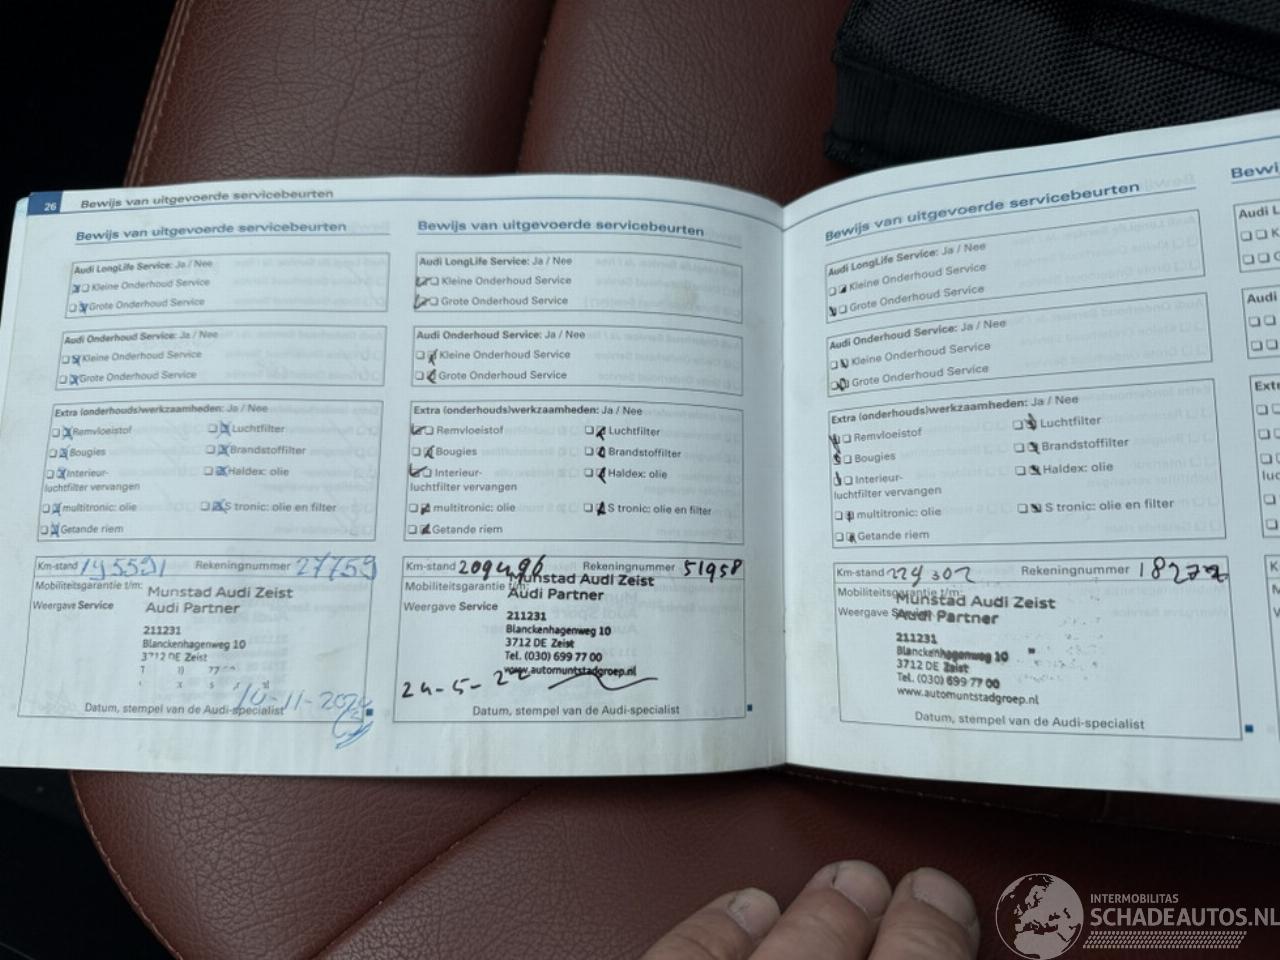 26 Bewijs van uitgevoerde servicebeurten
Bewijs van uitgevoerde servicebeurten
Audi LongLife Service: Ja / Nee
Kleine Onderhoud Service
Grote Onderhoud Service
Audi Onderhoud Service: Ja / Nee
Kleine Onderhoud Service
Grote Onderhoud Service
Extra (onderhouds)werkzaamheden: Ja / Nee
Remvloeistof Luchtfilter
Bougies Brandstoffilter
Interieur- Haldex: olie
luchtfilter vervangen
multitronic: olie S tronic: olie en filter
Getande riem
Km-stand 195591 Rekeningnummer 27759
Mobiliteitsgarantie t/m:
Munstad Audi Zeist
Weergave Service Audi Partner
211231
Blanckenhagenweg 10
3712 DE Zeist
10-11-2020
Datum, stempel van de Audi-specialist
Bewijs van uitgevoerde servicebeurten
Audi LongLife Service: Ja / Nee
Kleine Onderhoud Service
Grote Onderhoud Service
Audi Onderhoud Service: Ja / Nee
Kleine Onderhoud Service
Grote Onderhoud Service
Extra (onderhouds)werkzaamheden: Ja / Nee
Remvloeistof Luchtfilter
Bougies Brandstoffilter
Interieur- Haldex: olie
luchtfilter vervangen
multitronic: olie S tronic: olie en filter
Getande riem
Km-stand 209496 Rekeningnummer 51958
Mobiliteitsgarantie t/m:
Munstad Audi Zeist
Weergave Service Audi Partner
211231
Blanckenhagenweg 10
3712 DE Zeist
Tel. (030) 699 77 00
www.automunstadgroep.nl
24-5-22
Datum, stempel van de Audi-specialist
Bewijs van uitgevoerde servicebeurten
Audi LongLife Service: Ja / Nee
Kleine Onderhoud Service
Grote Onderhoud Service
Audi Onderhoud Service: Ja / Nee
Kleine Onderhoud Service
Grote Onderhoud Service
Extra (onderhouds)werkzaamheden: Ja / Nee
Remvloeistof Luchtfilter
Bougies Brandstoffilter
Interieur- Haldex: olie
luchtfilter vervangen
multitronic: olie S tronic: olie en filter
Getande riem
Km-stand 224302 Rekeningnummer
Mobiliteitsgarantie t/m:
Munstad Audi Zeist
Weergave Service Audi Partner
211231
Blanckenhagenweg 10
3712 DE Zeist
Tel. (030) 699 77 00
www.automunstadgroep.nl
Datum, stempel van de Audi-specialist
INTERMOBILITAS
SCHADEAUTOS.NL